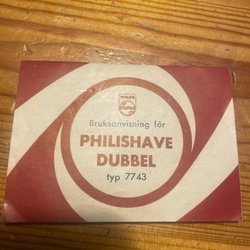 PHILIPS
Bruksanvisning för
PHILISHAVE
DUBBEL
typ 7743